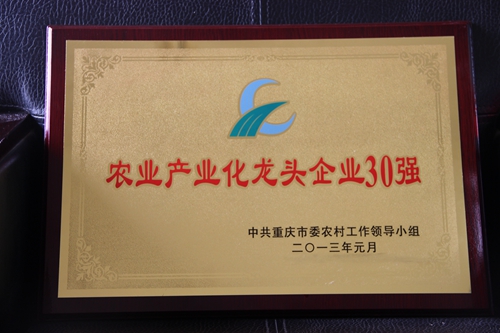 农业产业化龙头企业30强
中共重庆市委农村工作领导小组
二〇一三年元月